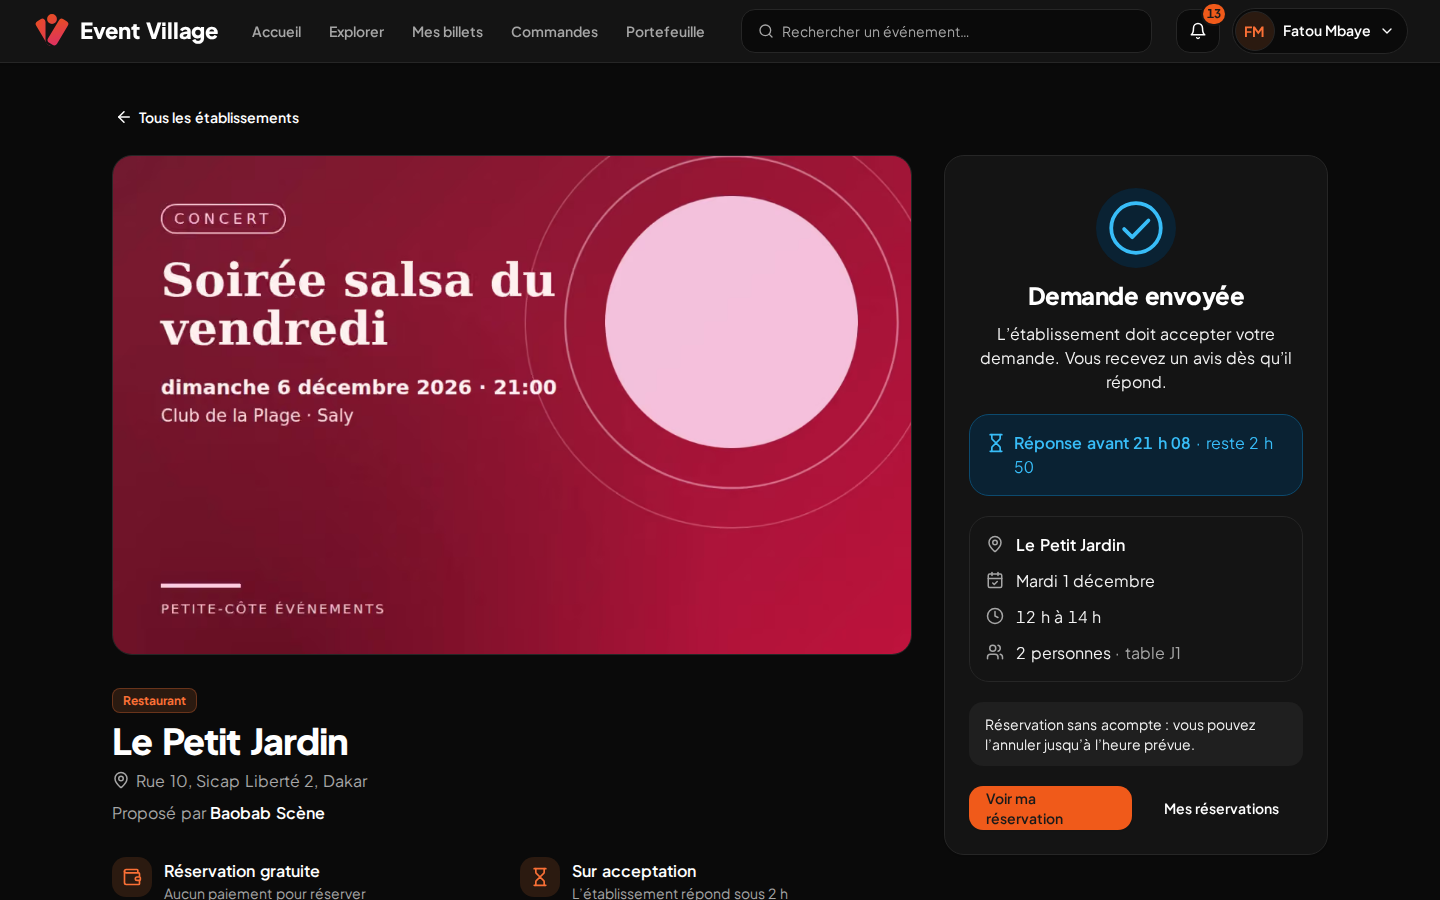 Event Village
Accueil
Explorer
Mes billets
Commandes
Portefeuille
Rechercher un événement…
13
FM
Fatou Mbaye
Tous les établissements
CONCERT
Soirée salsa du
vendredi
dimanche 6 décembre 2026 · 21:00
Club de la Plage · Saly
PETITE-CÔTE ÉVÉNEMENTS
Restaurant
Le Petit Jardin
Rue 10, Sicap Liberté 2, Dakar
Proposé par Baobab Scène
Réservation gratuite
Aucun paiement pour réserver
Sur acceptation
L'établissement répond sous 2 h
Demande envoyée
L'établissement doit accepter votre
demande. Vous recevez un avis dès qu'il
répond.
Réponse avant 21 h 08 · reste 2 h
50
Le Petit Jardin
Mardi 1 décembre
12 h à 14 h
2 personnes · table J1
Réservation sans acompte : vous pouvez
l'annuler jusqu'à l'heure prévue.
Voir ma
réservation
Mes réservations